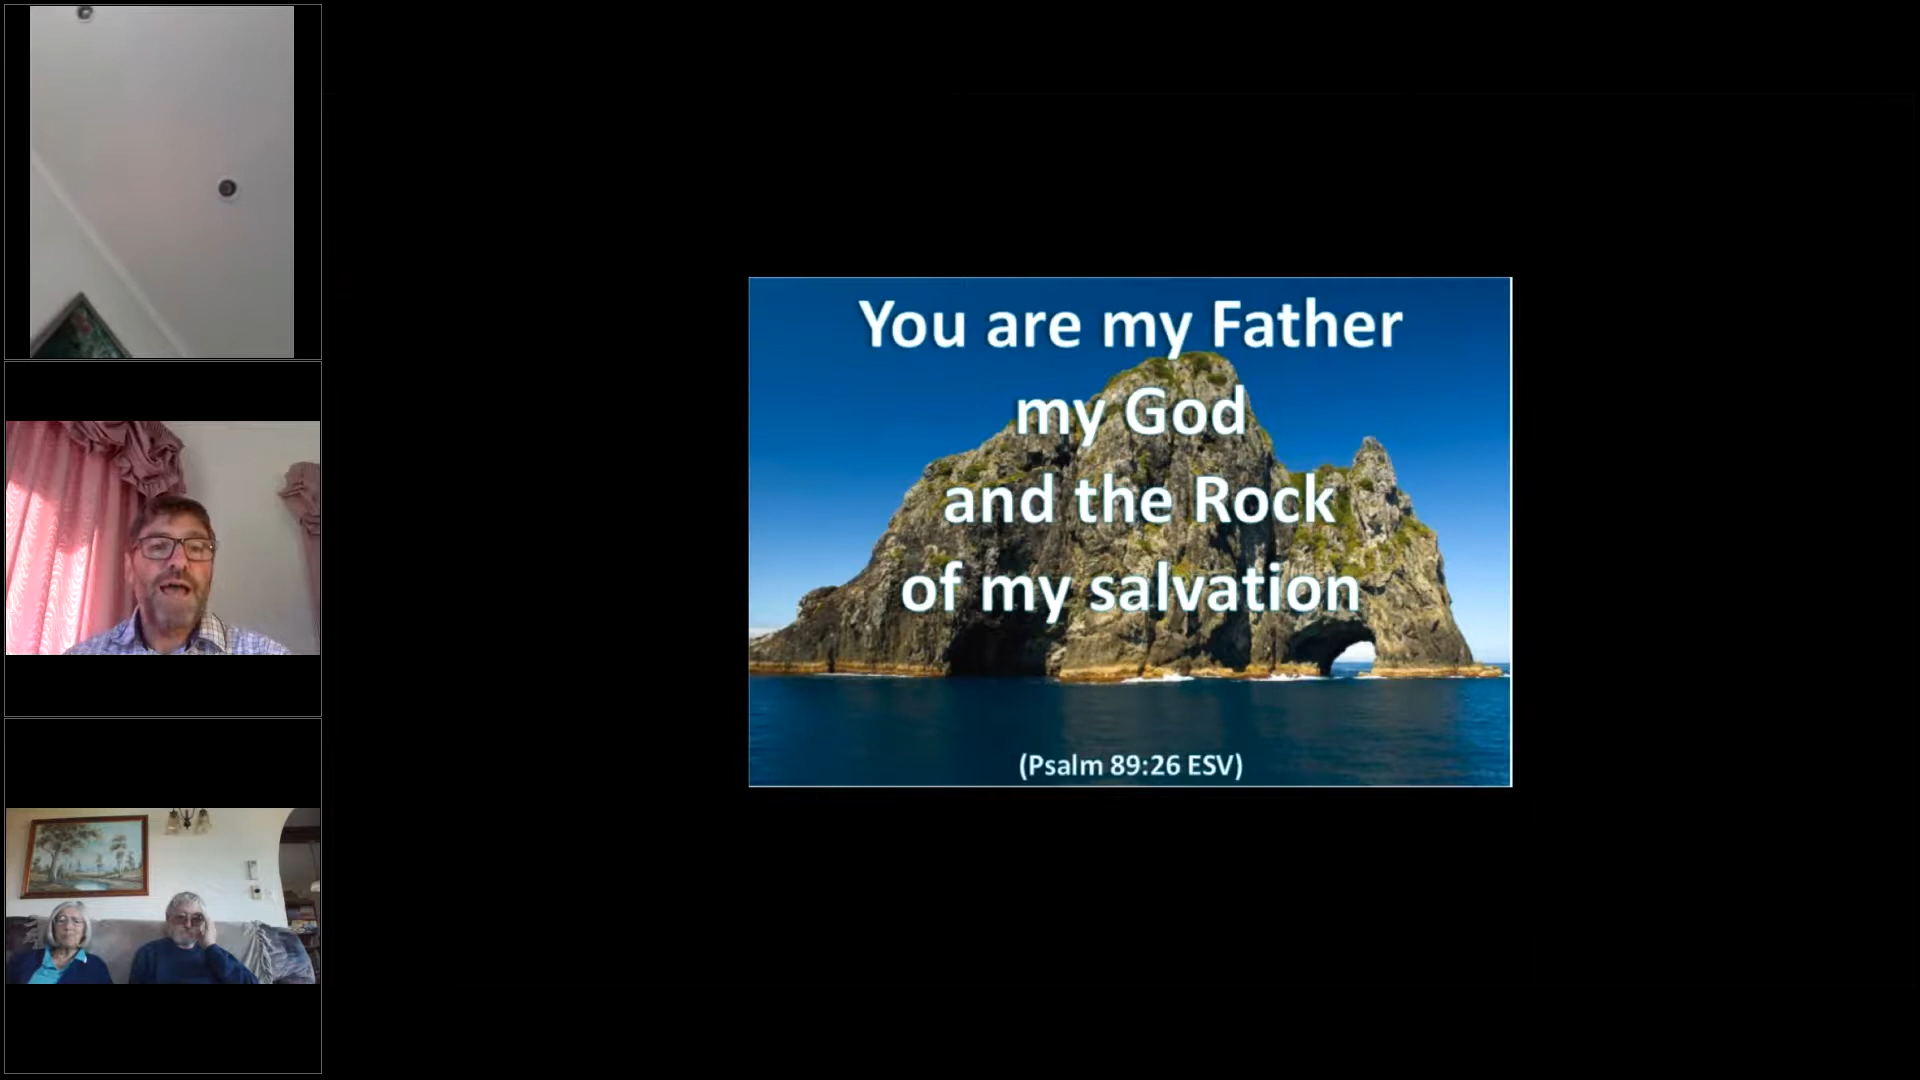 You are my Father
my God
and the Rock
of my salvation
(Psalm 89:26 ESV)